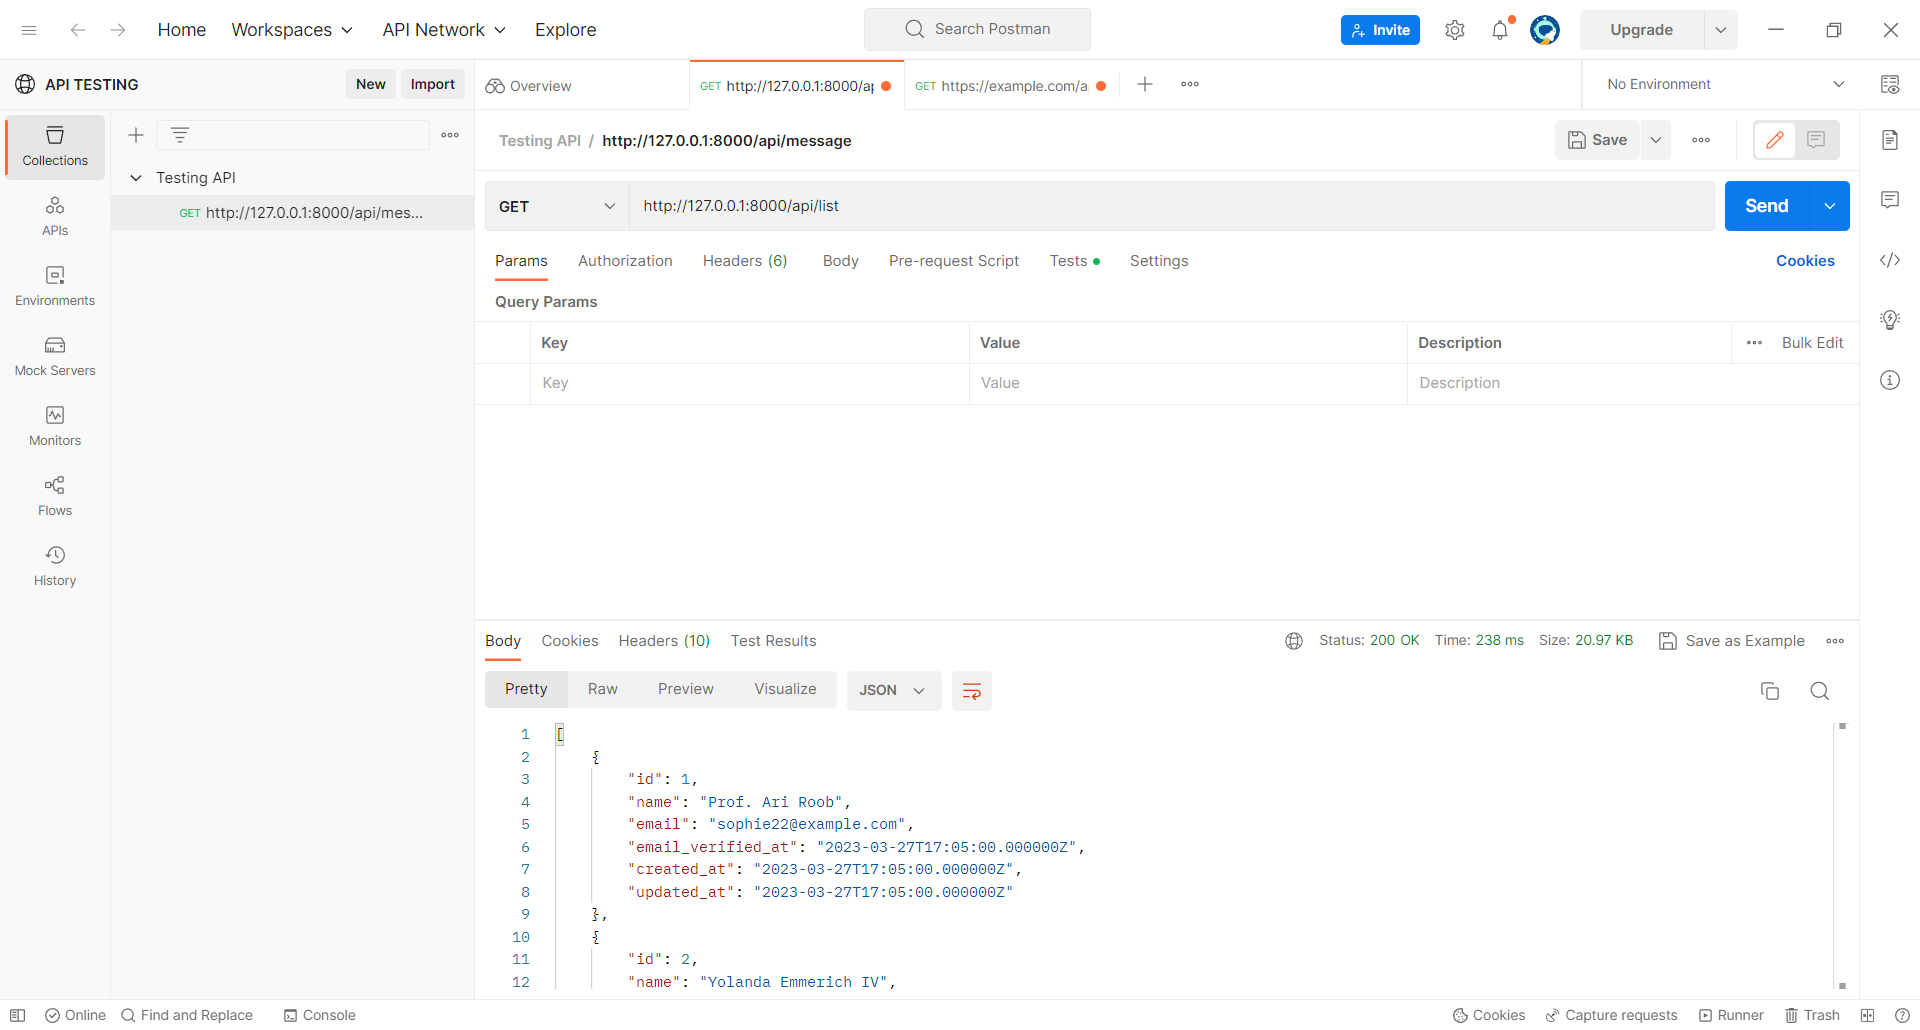 Home Workspaces API Network Explore Search Postman Invite Upgrade
API TESTING New Import Overview GET http://127.0.0.1:8000/ap GET https://example.com/a No Environment
Testing API / http://127.0.0.1:8000/api/message Save
Collections
Testing API
GET http://127.0.0.1:8000/api/mes...
GET http://127.0.0.1:8000/api/list Send
APIs
Environments
Mock Servers
Monitors
Flows
History
Params Authorization Headers (6) Body Pre-request Script Tests Settings Cookies
Query Params
Key Value Description Bulk Edit
Key Value Description
Body Cookies Headers (10) Test Results Status: 200 OK Time: 238 ms Size: 20.97 KB Save as Example
Pretty Raw Preview Visualize JSON
1 [
2 {
3 "id": 1,
4 "name": "Prof. Ari Roob",
5 "email": "sophie22@example.com",
6 "email_verified_at": "2023-03-27T17:05:00.000000Z",
7 "created_at": "2023-03-27T17:05:00.000000Z",
8 "updated_at": "2023-03-27T17:05:00.000000Z"
9 },
10 {
11 "id": 2,
12 "name": "Yolanda Emmerich IV",
Online Find and Replace Console Cookies Capture requests Runner Trash